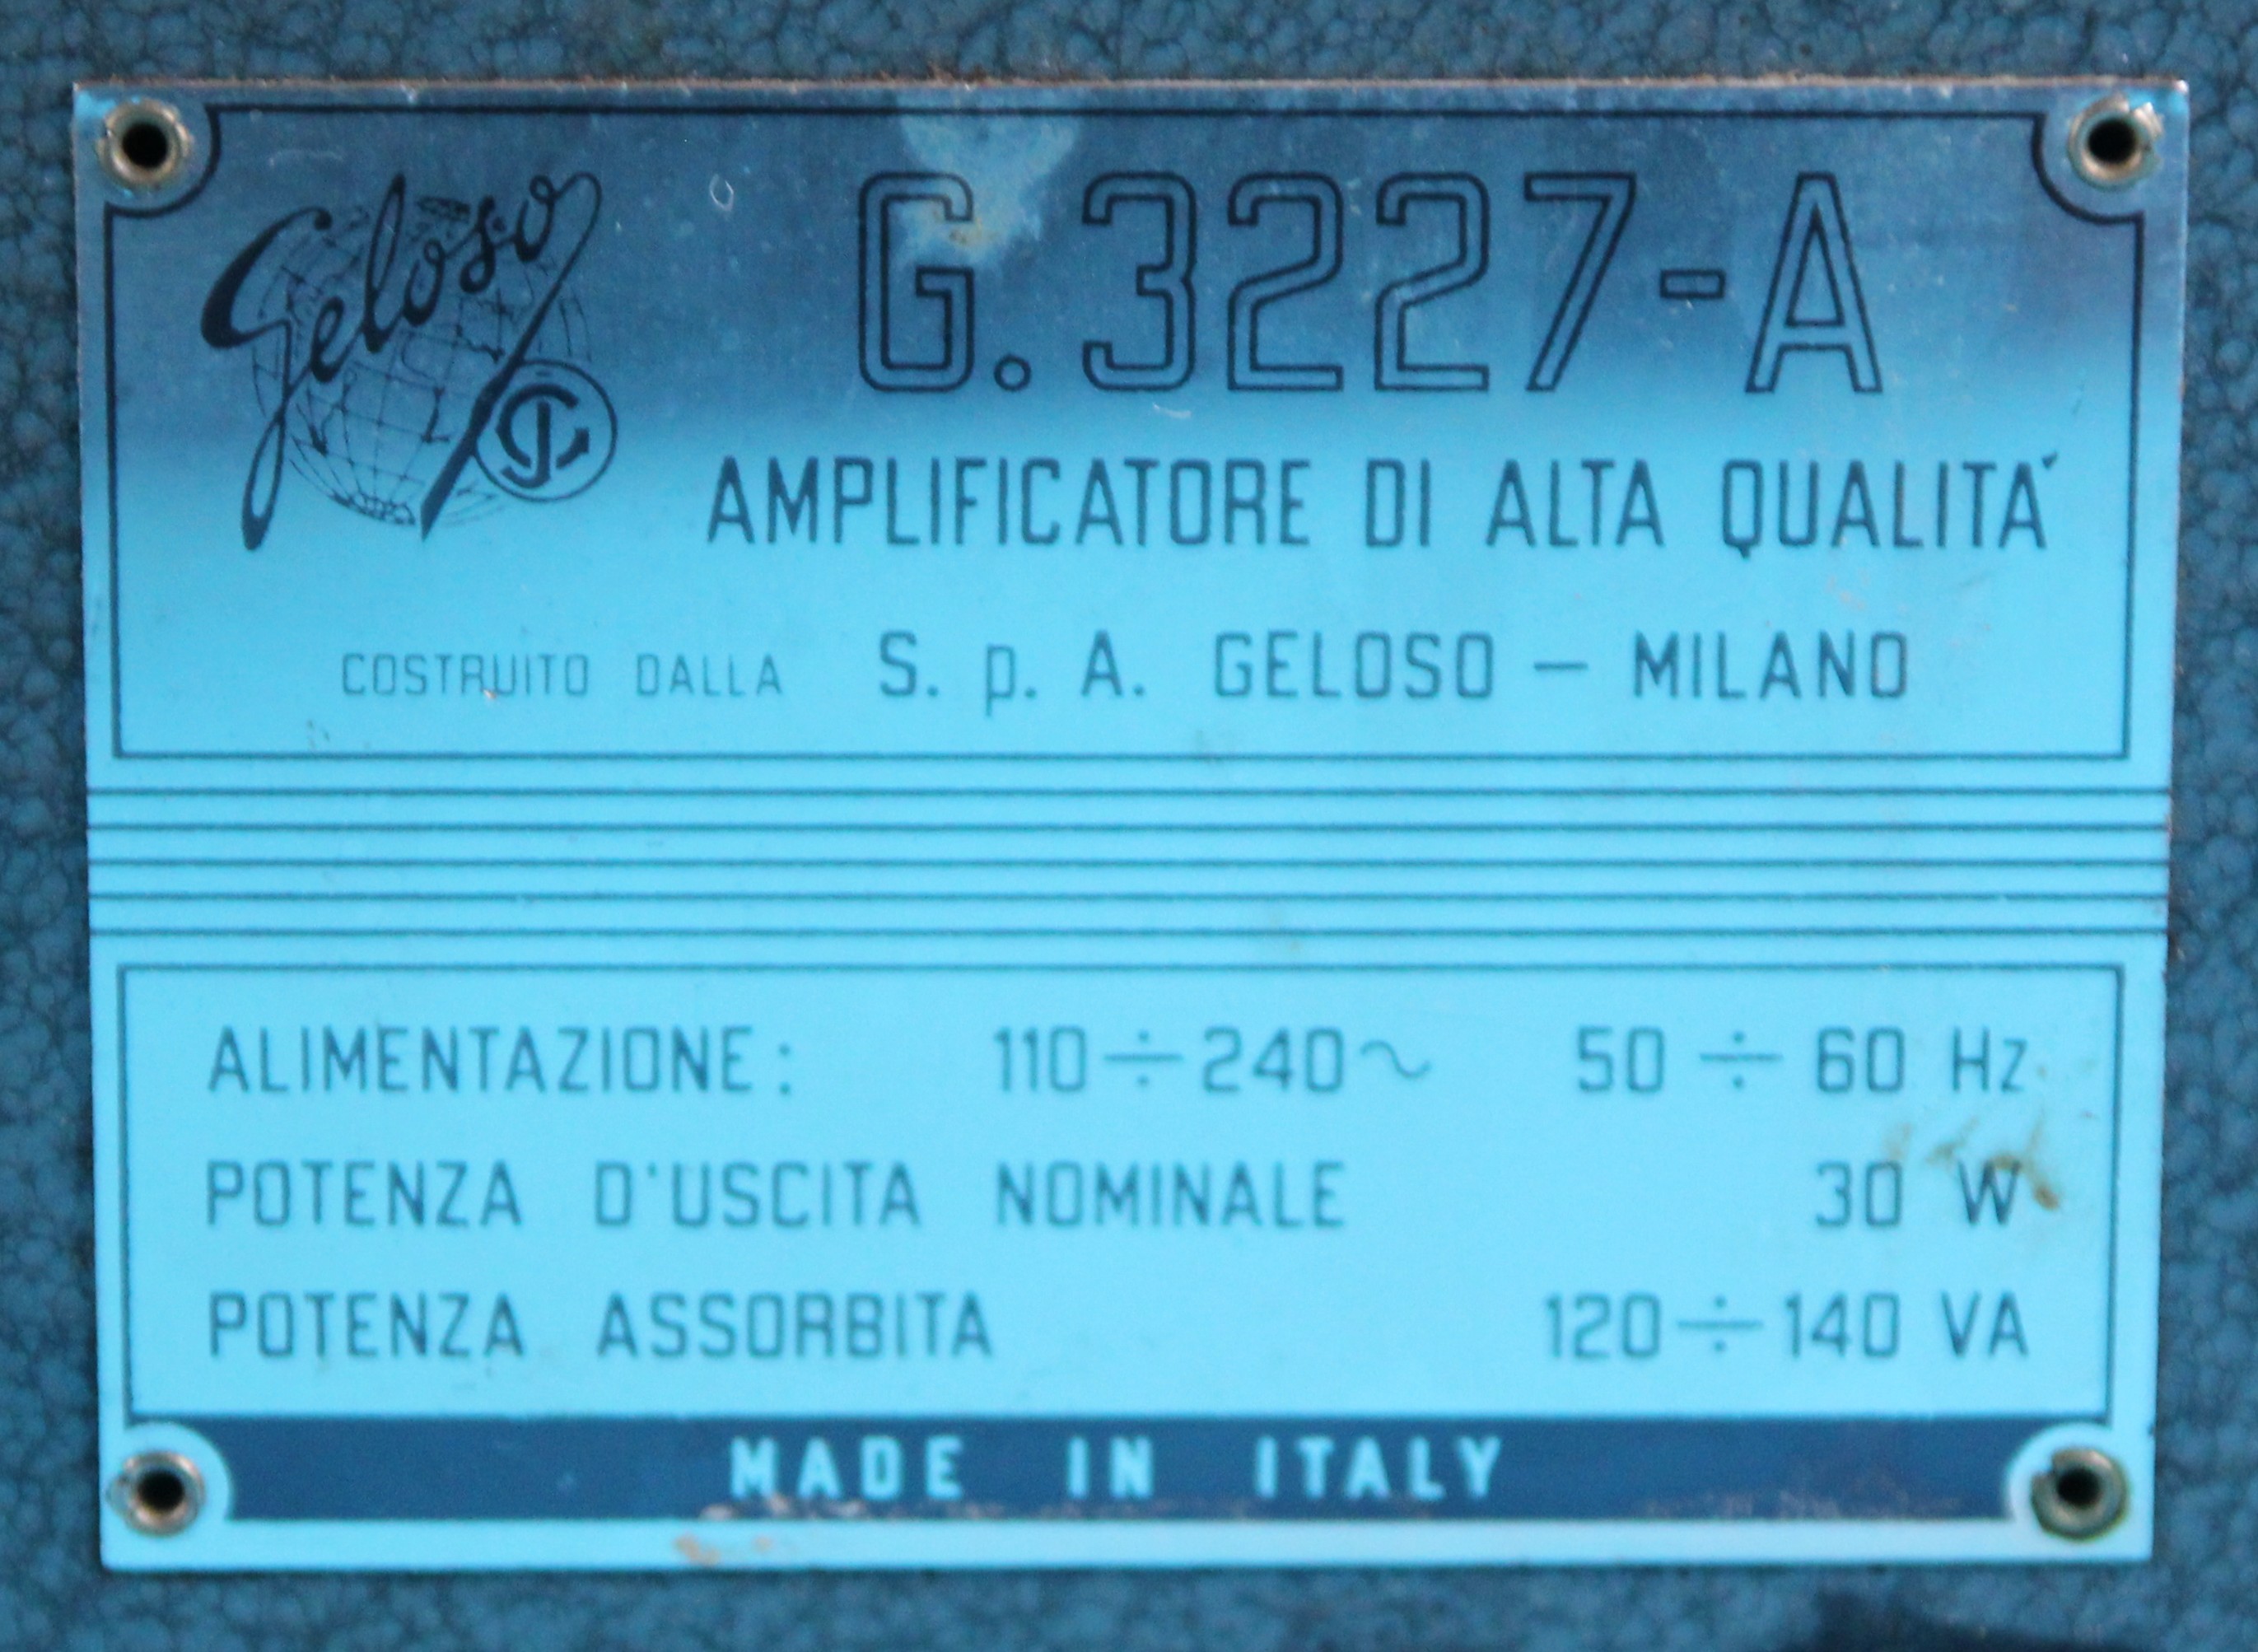 Geloso
G.3227-A
AMPLIFICATORE DI ALTA QUALITA'
COSTRUITO DALLA S. p. A. GELOSO — MILANO
ALIMENTAZIONE: 110÷240~ 50 ÷ 60 Hz
POTENZA D'USCITA NOMINALE 30 W
POTENZA ASSORBITA 120÷140 VA
MADE IN ITALY